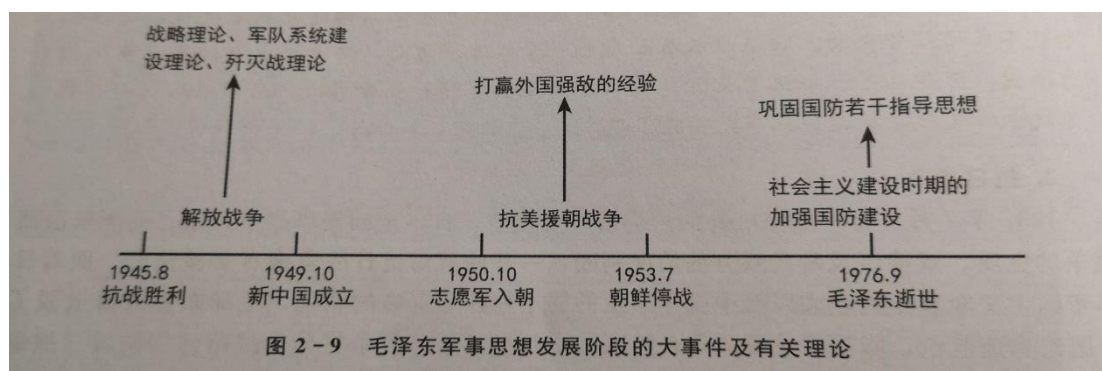 战略理论、军队系统建
设理论、歼灭战理论
打赢外国强敌的经验
巩固国防若干指导思想
社会主义建设时期的
加强国防建设
解放战争
抗美援朝战争
1945.8
抗战胜利
1949.10
新中国成立
1950.10
志愿军入朝
1953.7
朝鲜停战
1976.9
毛泽东逝世
图 2-9 毛泽东军事思想发展阶段的大事件及有关理论